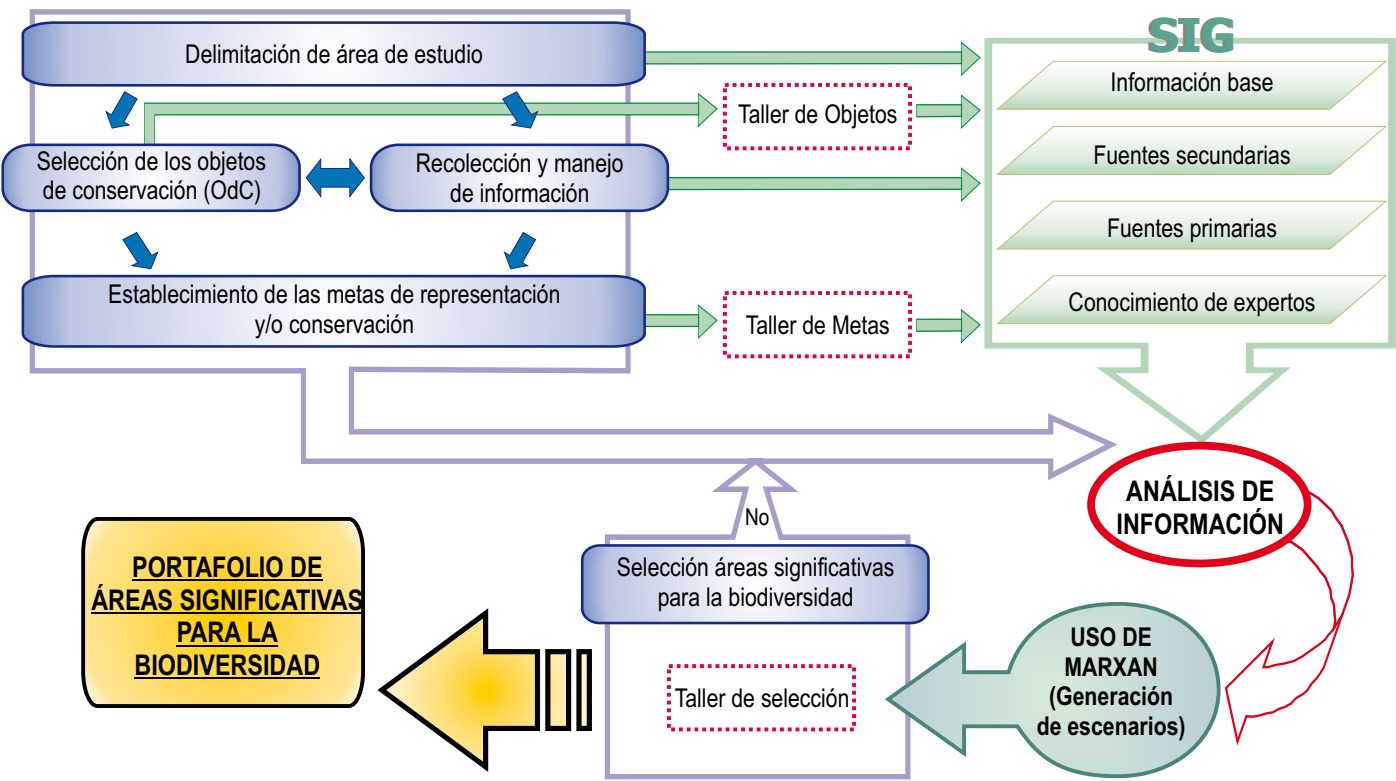 Delimitación de área de estudio
Selección de los objetos
de conservación (OdC)
Recolección y manejo
de información
Establecimiento de las metas de representación
y/o conservación
Taller de Objetos
Taller de Metas
SIG
Información base
Fuentes secundarias
Fuentes primarias
Conocimiento de expertos
ANÁLISIS DE
INFORMACIÓN
USO DE
MARXAN
(Generación
de escenarios)
No
Selección áreas significativas
para la biodiversidad
Taller de selección
PORTAFOLIO DE
ÁREAS SIGNIFICATIVAS
PARA LA
BIODIVERSIDAD